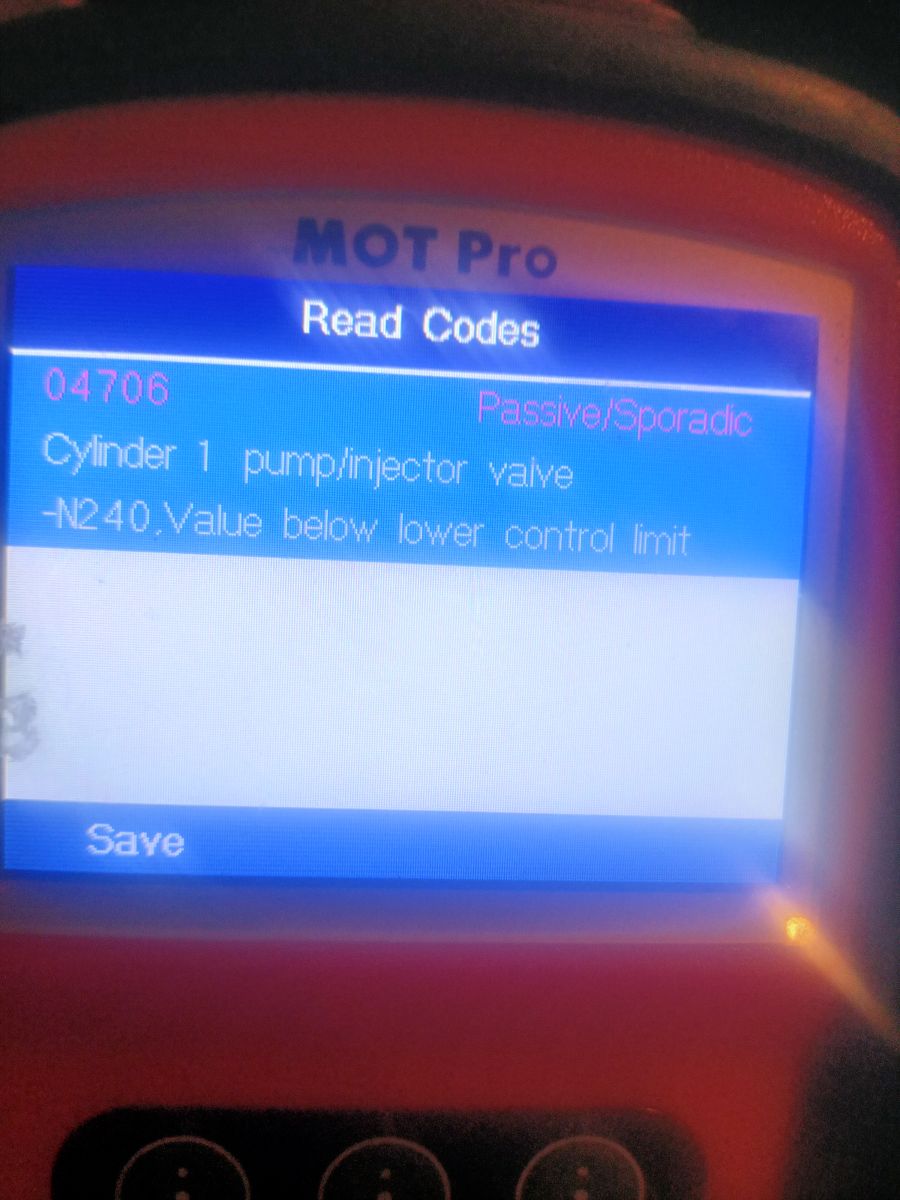 MOT Pro
Read Codes
04706 Passive/Sporadic
Cylinder 1 pump/injector valve
-N240,Value below lower control limit
Save